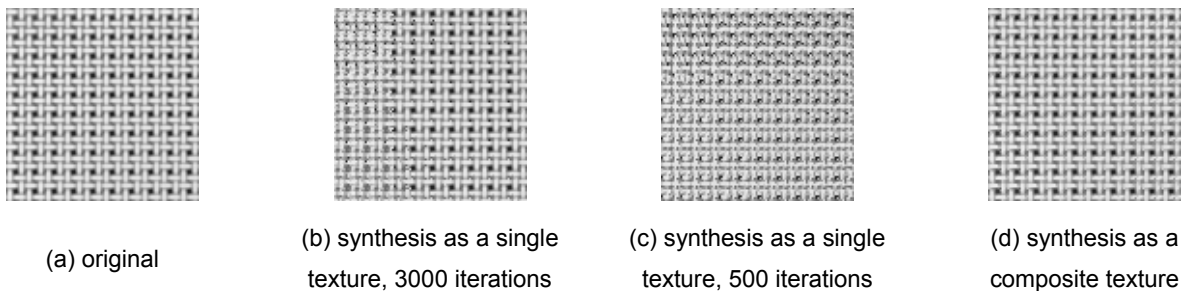 (a) original
(b) synthesis as a single
texture, 3000 iterations
(c) synthesis as a single
texture, 500 iterations
(d) synthesis as a
composite texture